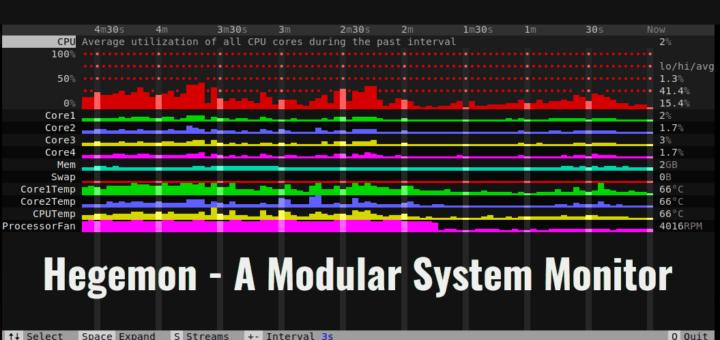 4m30s 4m 3m30s 3m 2m30s 2m 1m30s 1m 30s Now
CPU Average utilization of all CPU cores during the past interval 2%
100%
lo/hi/avg
50% 1.3%
41.4%
0% 15.4%
Core1 2%
Core2 1.7%
Core3 3%
Core4 1.7%
Mem 2GB
Swap 0B
Core1Temp 66°C
Core2Temp 66°C
CPUTemp 66°C
ProcessorFan 4016RPM
Hegemon - A Modular System Monitor
↑↓ Select Space Expand S Streams +- Interval 3s Q Quit